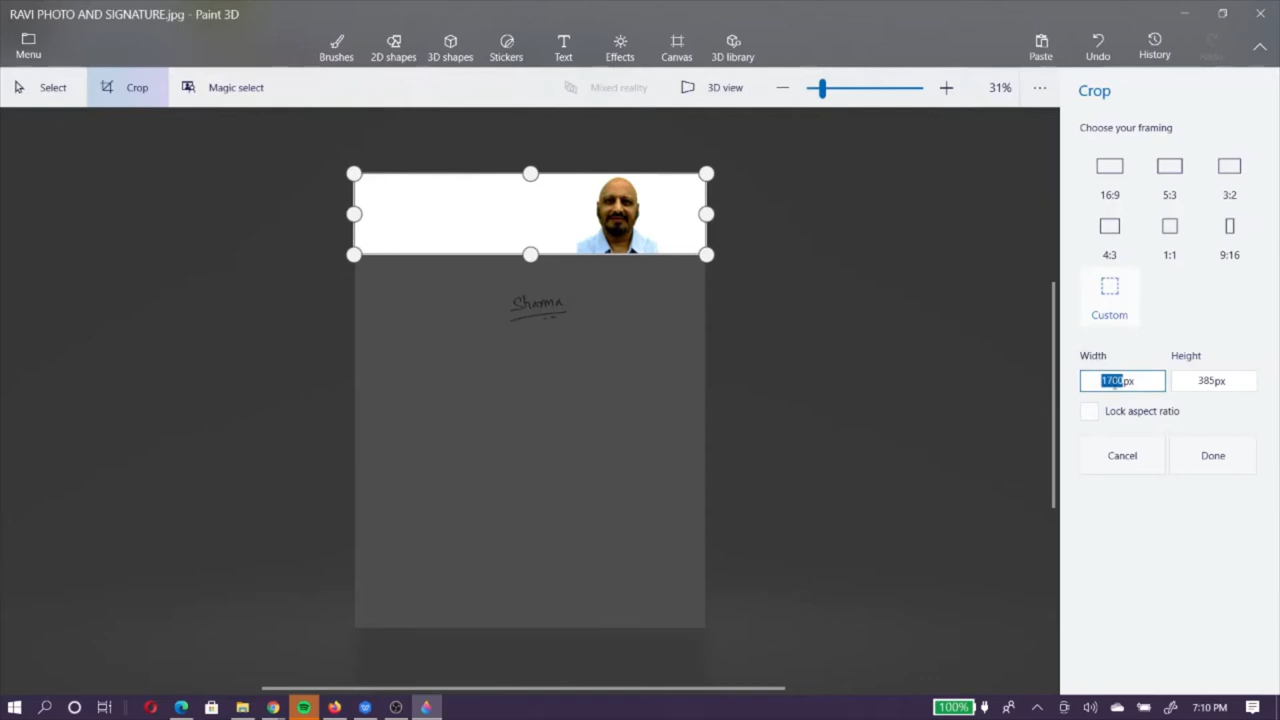 RAVI PHOTO AND SIGNATURE.jpg - Paint 3D
Menu
Brushes
2D shapes
3D shapes
Stickers
Text
Effects
Canvas
3D library
Paste
Undo
History
Redo
Select
Crop
Magic select
Mixed reality
3D view
31%
Crop
Choose your framing
16:9
5:3
3:2
4:3
1:1
9:16
Custom
Width
Height
1700px
385px
Lock aspect ratio
Cancel
Done
Sharma
100%
7:10 PM